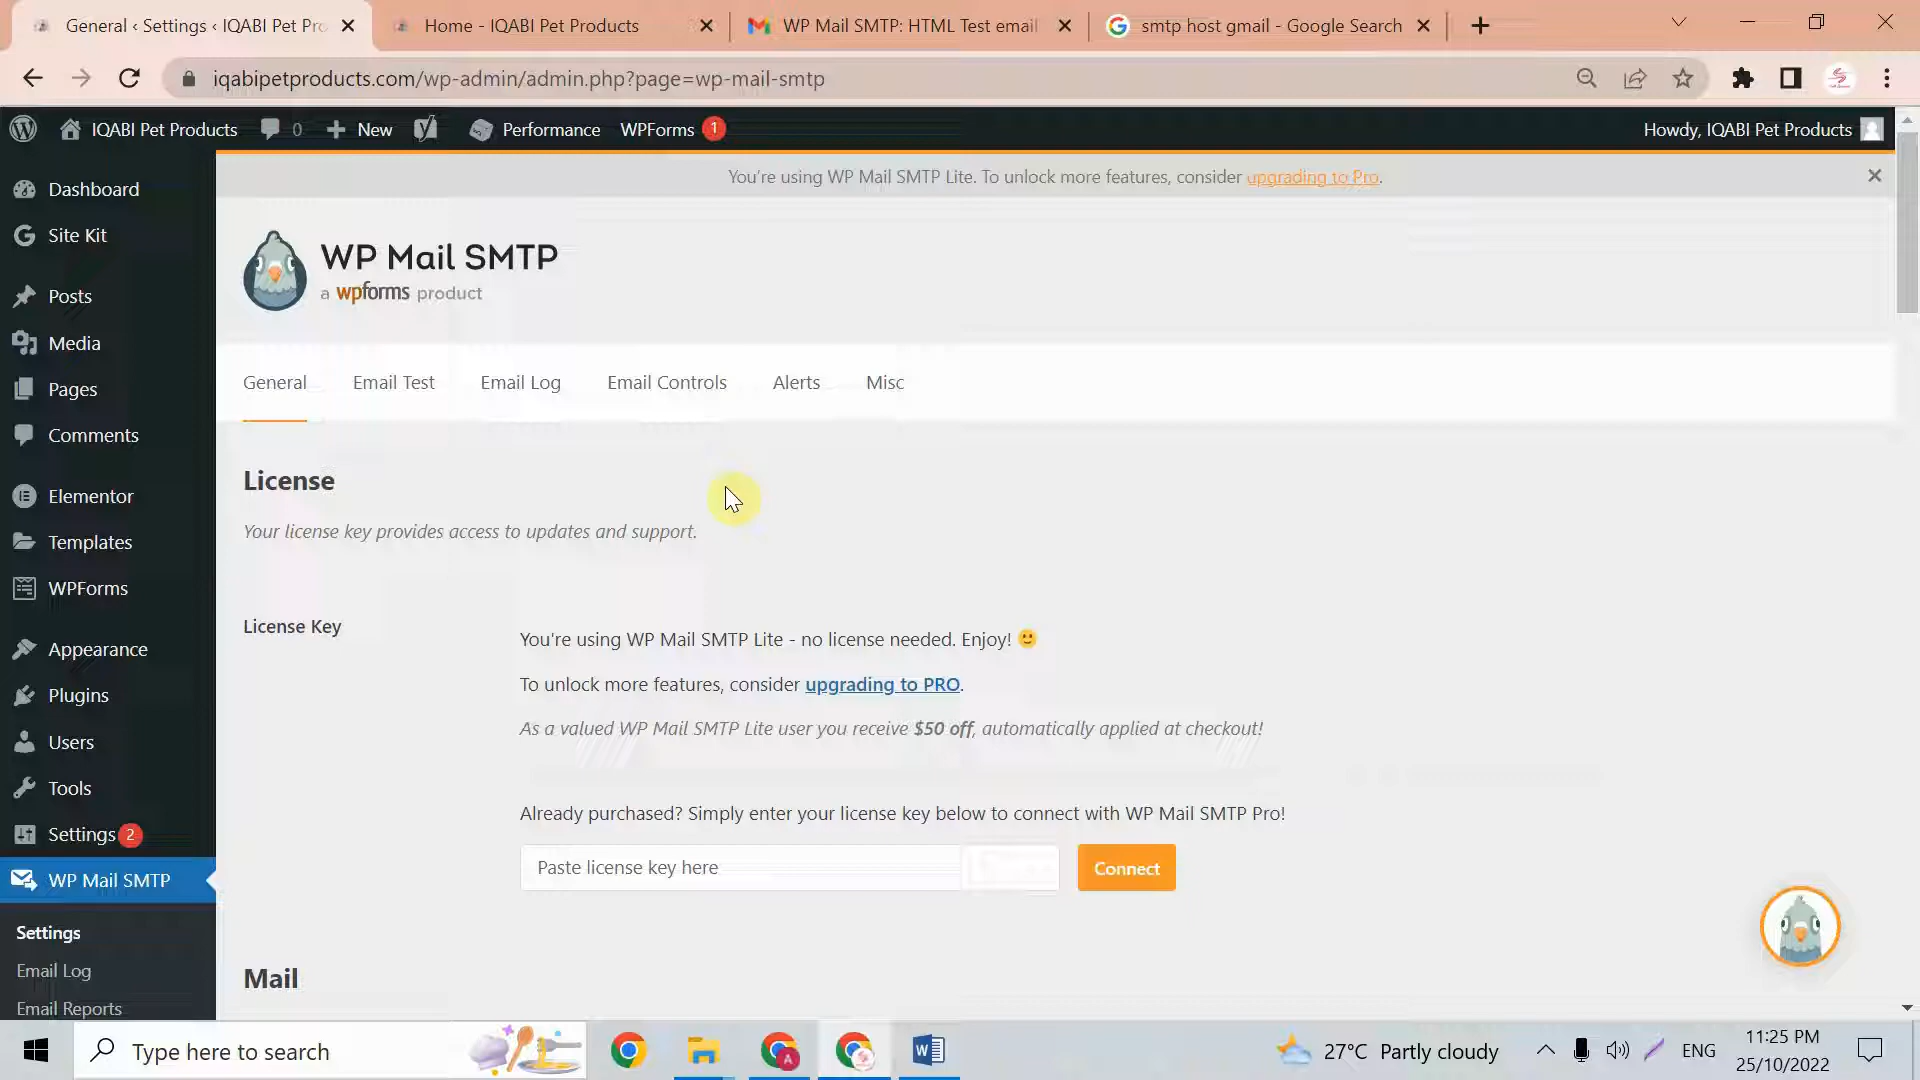 General ‹ Settings ‹ IQABI Pet Pro
Home - IQABI Pet Products
WP Mail SMTP: HTML Test email
smtp host gmail - Google Search
iqabipetproducts.com/wp-admin/admin.php?page=wp-mail-smtp
IQABI Pet Products
0
New
Performance
WPForms
1
Howdy, IQABI Pet Products
Dashboard
Site Kit
Posts
Media
Pages
Comments
Elementor
Templates
WPForms
Appearance
Plugins
Users
Tools
Settings 2
WP Mail SMTP
Settings
Email Log
Email Reports
You're using WP Mail SMTP Lite. To unlock more features, consider upgrading to Pro.
WP Mail SMTP
a wpforms product
General
Email Test
Email Log
Email Controls
Alerts
Misc
License
Your license key provides access to updates and support.
License Key
You're using WP Mail SMTP Lite - no license needed. Enjoy! 🙂
To unlock more features, consider upgrading to PRO.
As a valued WP Mail SMTP Lite user you receive $50 off, automatically applied at checkout!
Already purchased? Simply enter your license key below to connect with WP Mail SMTP Pro!
Paste license key here
Connect
Mail
Type here to search
27°C Partly cloudy
ENG
11:25 PM
25/10/2022